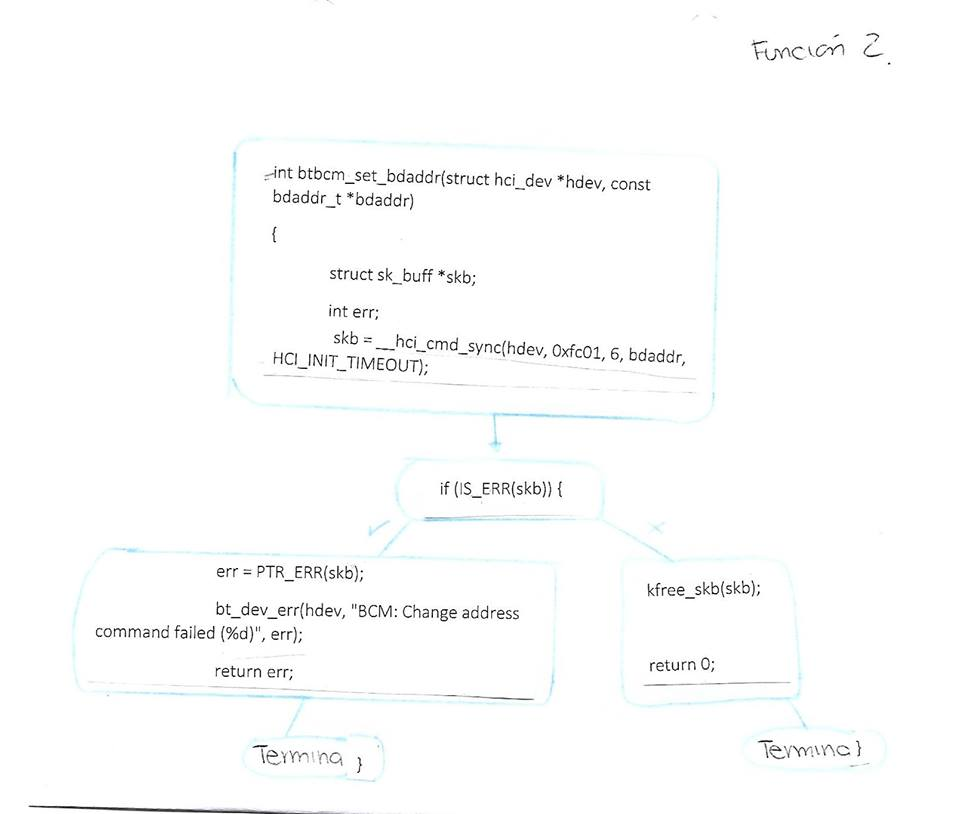 Función 2.
int btbcm_set_bdaddr(struct hci_dev *hdev, const
bdaddr_t *bdaddr)
{
struct sk_buff *skb;
int err;
skb = __hci_cmd_sync(hdev, 0xfc01, 6, bdaddr,
HCI_INIT_TIMEOUT);
if (IS_ERR(skb)) {
err = PTR_ERR(skb);
bt_dev_err(hdev, "BCM: Change address
command failed (%d)", err);
return err;
Termina }
kfree_skb(skb);
return 0;
Termina }